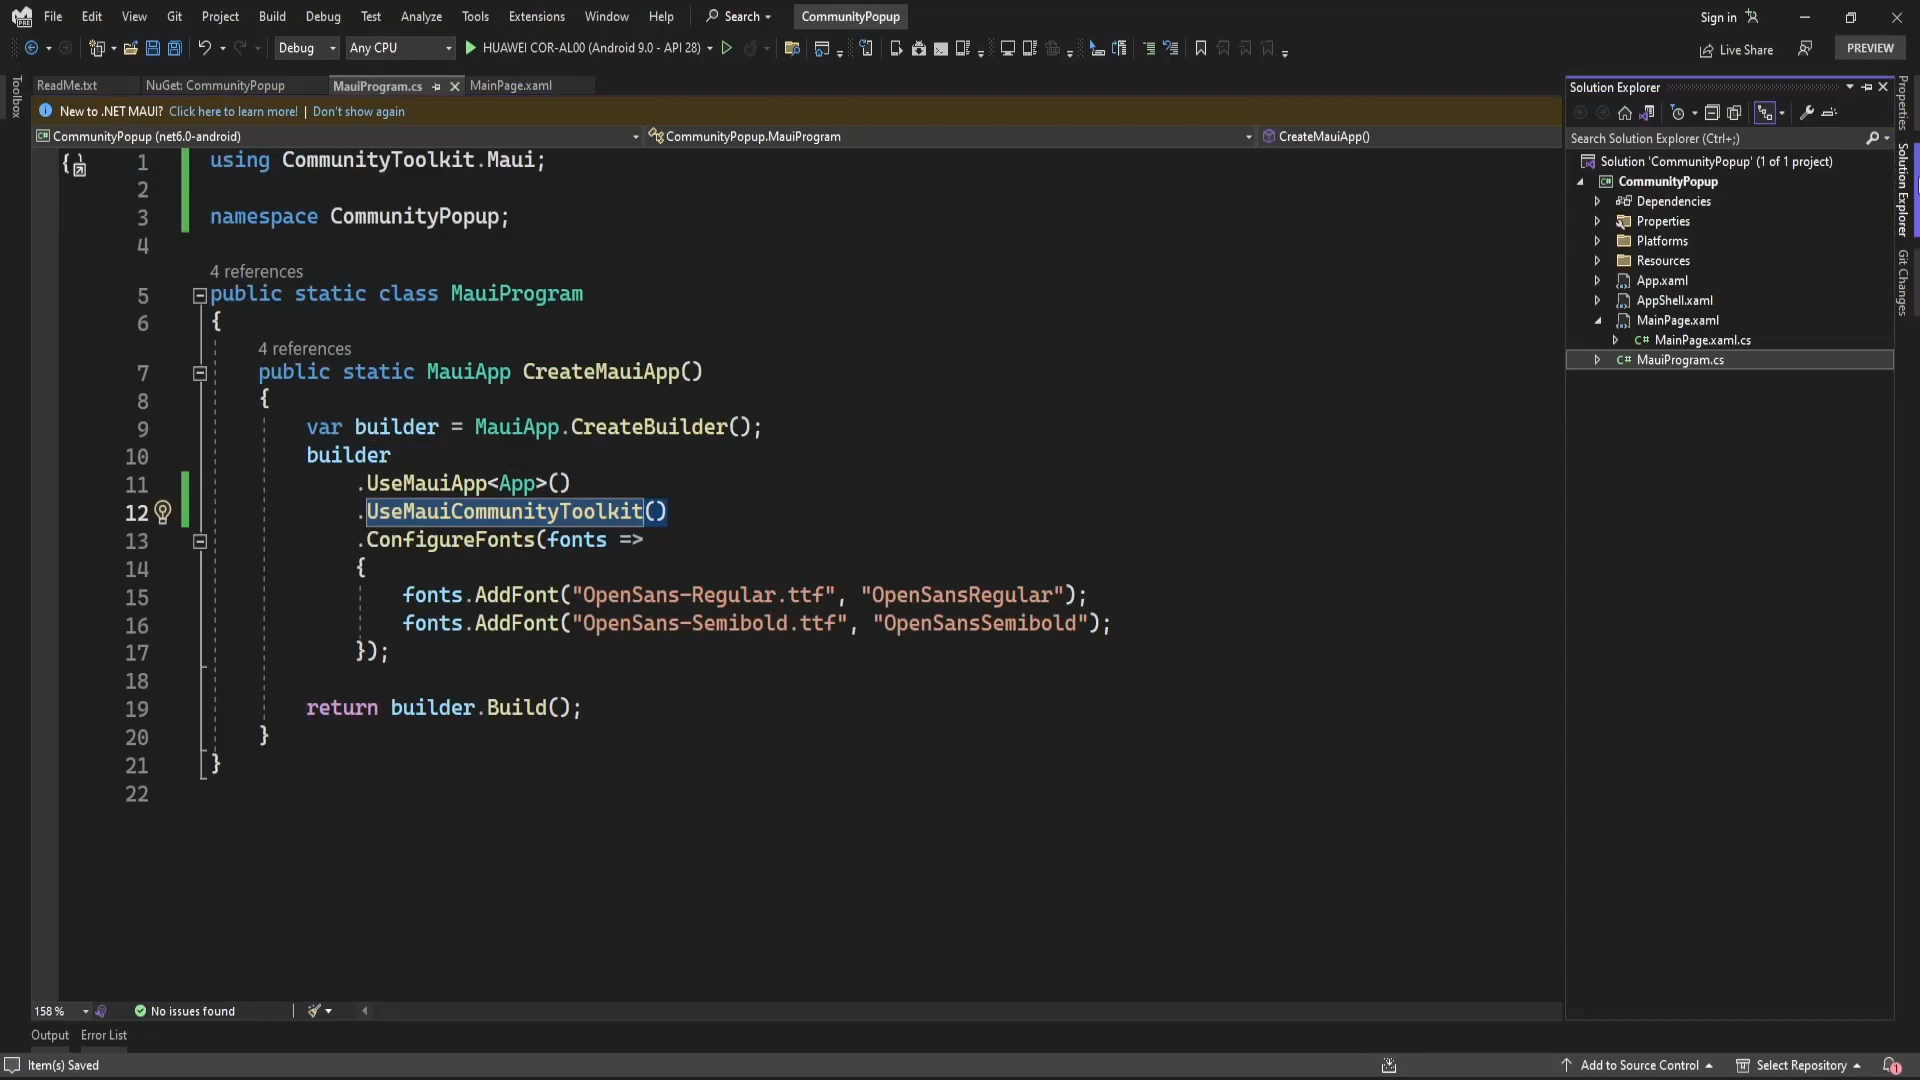 File Edit View Git Project Build Debug Test Analyze Tools Extensions Window Help Search CommunityPopup Sign in
PRE
Debug Any CPU HUAWEI COR-AL00 (Android 9.0 - API 28) Live Share PREVIEW
ReadMe.txt NuGet: CommunityPopup MauiProgram.cs MainPage.xaml
New to .NET MAUI? Click here to learn more! | Don't show again
CommunityPopup (net6.0-android) CommunityPopup.MauiProgram CreateMauiApp()
1 using CommunityToolkit.Maui;
2
3 namespace CommunityPopup;
4
4 references
5 public static class MauiProgram
6 {
4 references
7 public static MauiApp CreateMauiApp()
8 {
9 var builder = MauiApp.CreateBuilder();
10 builder
11 .UseMauiApp<App>()
12 .UseMauiCommunityToolkit()
13 .ConfigureFonts(fonts =>
14 {
15 fonts.AddFont("OpenSans-Regular.ttf", "OpenSansRegular");
16 fonts.AddFont("OpenSans-Semibold.ttf", "OpenSansSemibold");
17 });
18
19 return builder.Build();
20 }
21 }
22
Toolbox
Solution Explorer
Search Solution Explorer (Ctrl+;)
Solution 'CommunityPopup' (1 of 1 project)
CommunityPopup
Dependencies
Properties
Platforms
Resources
App.xaml
AppShell.xaml
MainPage.xaml
C# MainPage.xaml.cs
C# MauiProgram.cs
Properties
Solution Explorer
Git Changes
158 % No issues found
Output Error List
Item(s) Saved Add to Source Control Select Repository 1